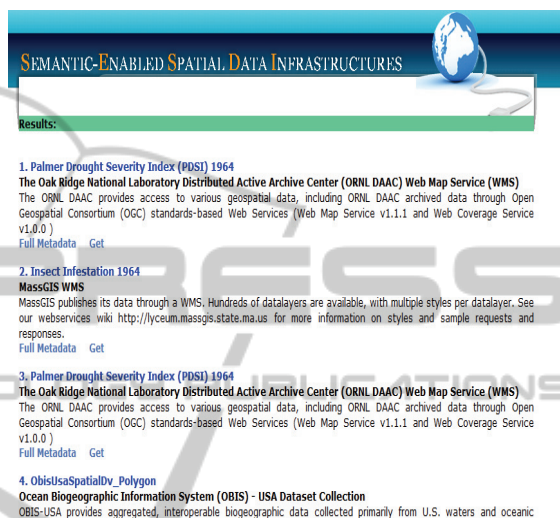 SEMANTIC-ENABLED SPATIAL DATA INFRASTRUCTURES
Results:
1. Palmer Drought Severity Index (PDSI) 1964
The Oak Ridge National Laboratory Distributed Active Archive Center (ORNL DAAC) Web Map Service (WMS)
The ORNL DAAC provides access to various geospatial data, including ORNL DAAC archived data through Open
Geospatial Consortium (OGC) standards-based Web Services (Web Map Service v1.1.1 and Web Coverage Service
v1.0.0 )
Full Metadata Get
2. Insect Infestation 1964
MassGIS WMS
MassGIS publishes its data through a WMS. Hundreds of datalayers are available, with multiple styles per datalayer. See
our webservices wiki http://lyceum.massgis.state.ma.us for more information on styles and sample requests and
responses.
Full Metadata Get
3. Palmer Drought Severity Index (PDSI) 1964
The Oak Ridge National Laboratory Distributed Active Archive Center (ORNL DAAC) Web Map Service (WMS)
The ORNL DAAC provides access to various geospatial data, including ORNL DAAC archived data through Open
Geospatial Consortium (OGC) standards-based Web Services (Web Map Service v1.1.1 and Web Coverage Service
v1.0.0 )
Full Metadata Get
4. ObisUsaSpatialDv_Polygon
Ocean Biogeographic Information System (OBIS) - USA Dataset Collection
OBIS-USA provides aggregated, interoperable biogeographic data collected primarily from U.S. waters and oceanic